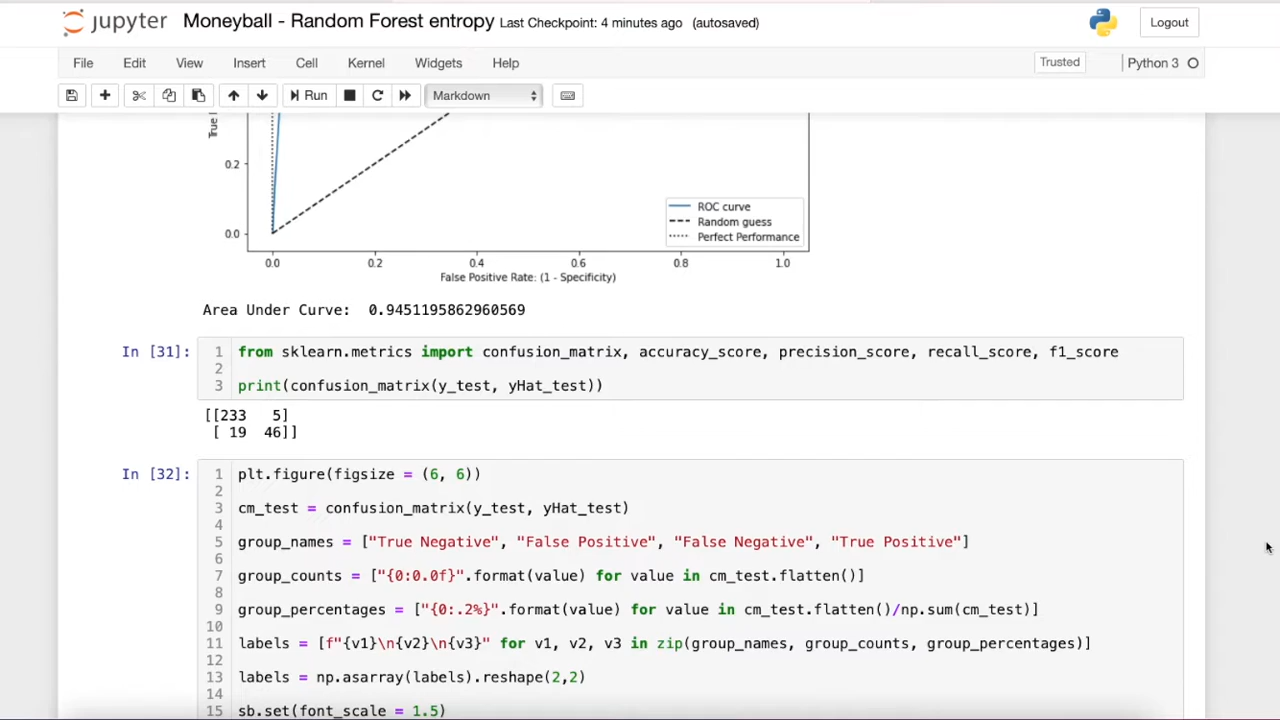 jupyter Moneyball - Random Forest entropy Last Checkpoint: 4 minutes ago (autosaved) Logout
File Edit View Insert Cell Kernel Widgets Help Trusted Python 3
Run Markdown
True
0.2
0.0
ROC curve
Random guess
Perfect Performance
0.0 0.2 0.4 0.6 0.8 1.0
False Positive Rate: (1 - Specificity)
Area Under Curve: 0.9451195862960569
In [31]: 1 from sklearn.metrics import confusion_matrix, accuracy_score, precision_score, recall_score, f1_score
2
3 print(confusion_matrix(y_test, yHat_test))
[[233 5]
[ 19 46]]
In [32]: 1 plt.figure(figsize = (6, 6))
2
3 cm_test = confusion_matrix(y_test, yHat_test)
4
5 group_names = ["True Negative", "False Positive", "False Negative", "True Positive"]
6
7 group_counts = ["{0:0.0f}".format(value) for value in cm_test.flatten()]
8
9 group_percentages = ["{0:.2%}".format(value) for value in cm_test.flatten()/np.sum(cm_test)]
10
11 labels = [f"{v1}\n{v2}\n{v3}" for v1, v2, v3 in zip(group_names, group_counts, group_percentages)]
12
13 labels = np.asarray(labels).reshape(2,2)
14
15 sb.set(font_scale = 1.5)